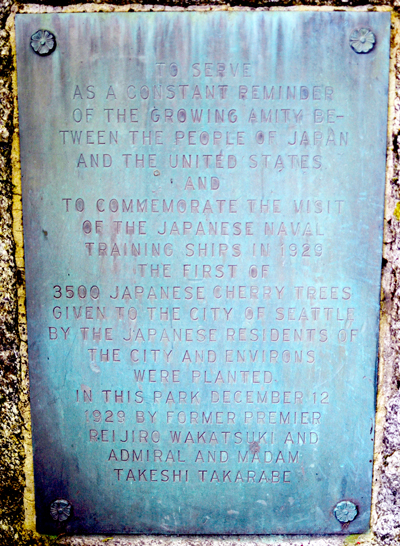 TO SERVE
AS A CONSTANT REMINDER
OF THE GROWING AMITY BE-
TWEEN THE PEOPLE OF JAPAN
AND THE UNITED STATES
AND
TO COMMEMORATE THE VISIT
OF THE JAPANESE NAVAL
TRAINING SHIPS IN 1929
THE FIRST OF
3500 JAPANESE CHERRY TREES
GIVEN TO THE CITY OF SEATTLE
BY THE JAPANESE RESIDENTS OF
THE CITY AND ENVIRONS
WERE PLANTED
IN THIS PARK DECEMBER 12
1929 BY FORMER PREMIER
REIJIRO WAKATSUKI AND
ADMIRAL AND MADAM
TAKESHI TAKARABE